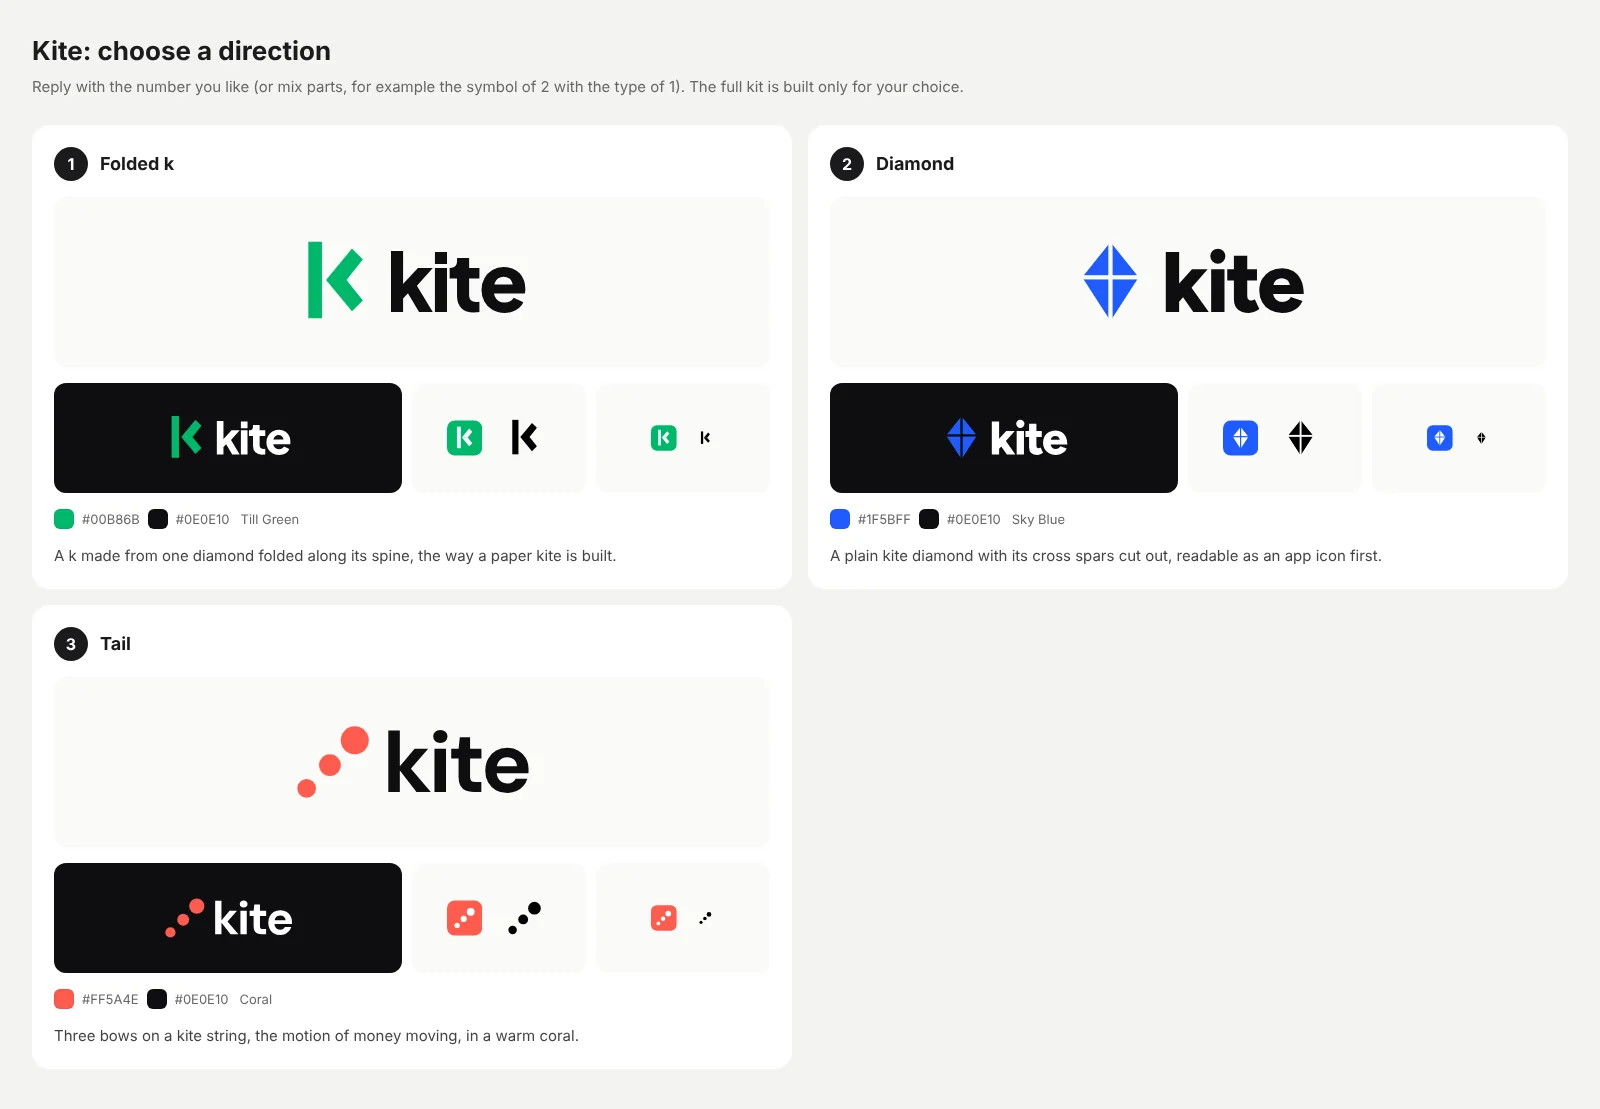 Kite: choose a direction
Reply with the number you like (or mix parts, for example the symbol of 2 with the type of 1). The full kit is built only for your choice.
1 Folded k
kite
kite
#00B86B #0E0E10 Till Green
A k made from one diamond folded along its spine, the way a paper kite is built.
2 Diamond
kite
kite
#1F5BFF #0E0E10 Sky Blue
A plain kite diamond with its cross spars cut out, readable as an app icon first.
3 Tail
kite
kite
#FF5A4E #0E0E10 Coral
Three bows on a kite string, the motion of money moving, in a warm coral.